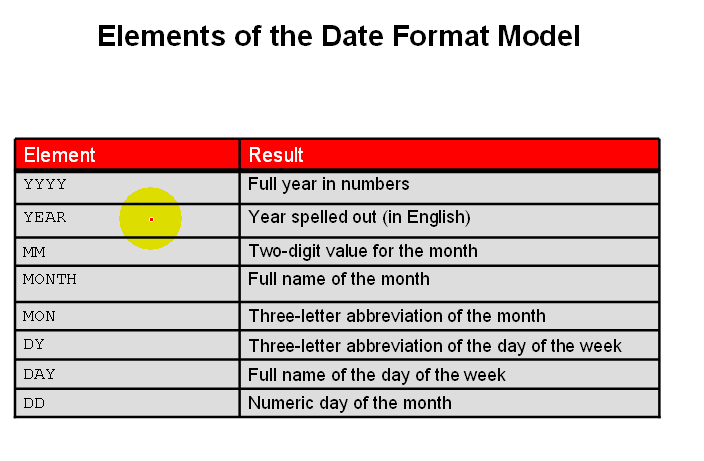 Elements of the Date Format Model
Element Result
YYYY Full year in numbers
YEAR Year spelled out (in English)
MM Two-digit value for the month
MONTH Full name of the month
MON Three-letter abbreviation of the month
DY Three-letter abbreviation of the day of the week
DAY Full name of the day of the week
DD Numeric day of the month